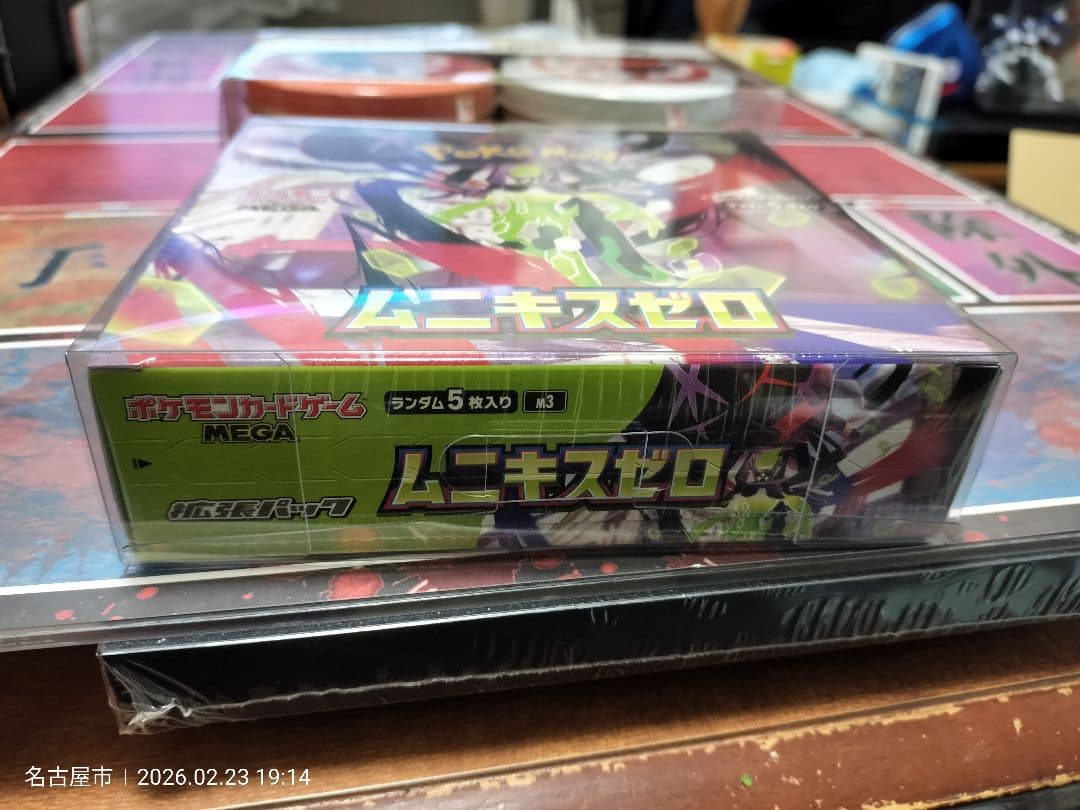 POKÉMON
MEGA
ムニキスゼロ
ポケモンカードゲーム
MEGA
ランダム5枚入り M3
ムニキスゼロ
拡張パック
名古屋市 | 2026.02.23 19:14